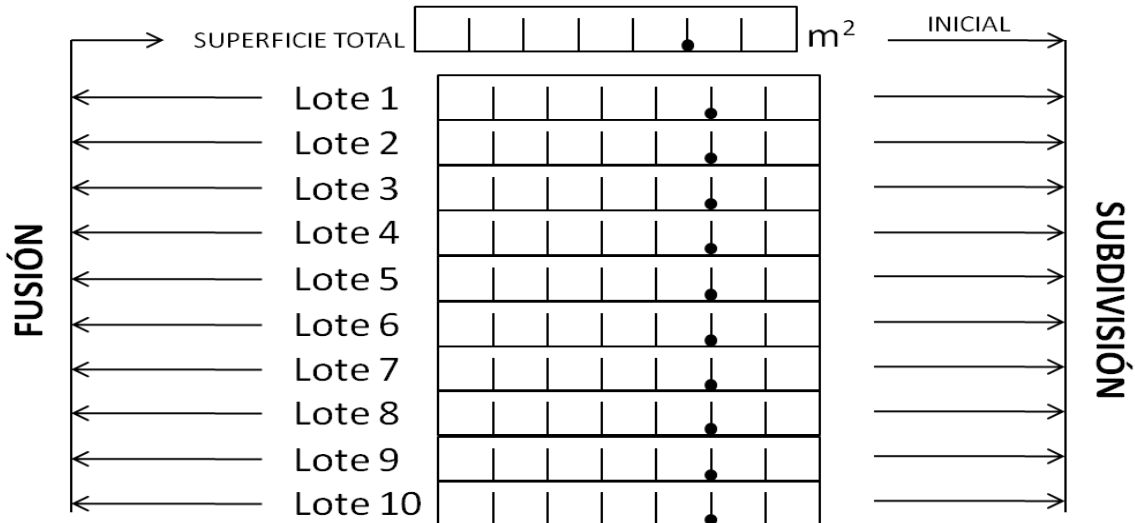 SUPERFICIE TOTAL m² INICIAL
Lote 1
Lote 2
Lote 3
Lote 4
Lote 5
Lote 6
Lote 7
Lote 8
Lote 9
Lote 10
FUSIÓN
SUBDIVISIÓN